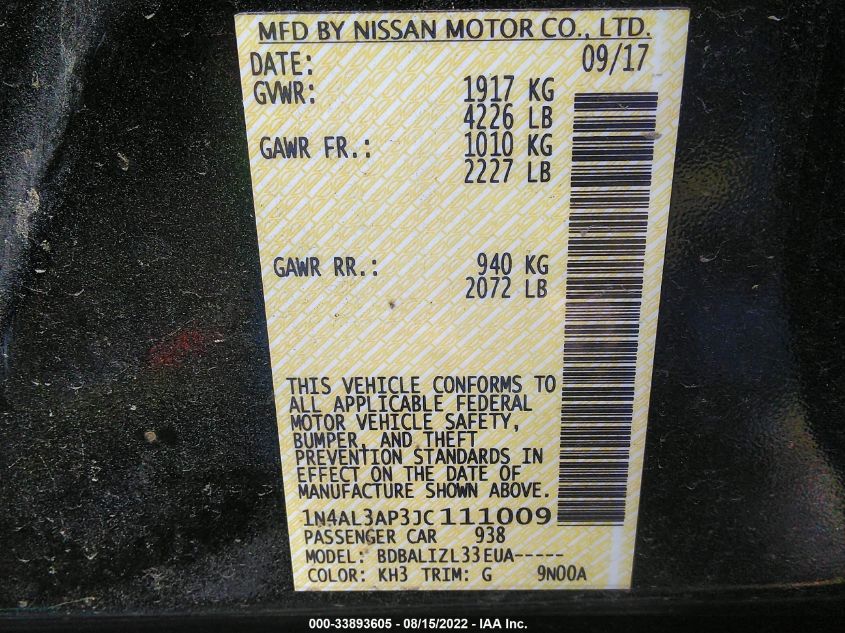 MFD BY NISSAN MOTOR CO., LTD.
DATE: 09/17
GVWR: 1917 KG
4226 LB
GAWR FR.: 1010 KG
2227 LB
GAWR RR.: 940 KG
2072 LB
THIS VEHICLE CONFORMS TO
ALL APPLICABLE FEDERAL
MOTOR VEHICLE SAFETY,
BUMPER, AND THEFT
PREVENTION STANDARDS IN
EFFECT ON THE DATE OF
MANUFACTURE SHOWN ABOVE.
1N4AL3AP3JC111009
PASSENGER CAR 938
MODEL: BDBALIZL33EUA-----
COLOR: KH3 TRIM: G 9N00A
000-33893605 - 08/15/2022 - IAA Inc.